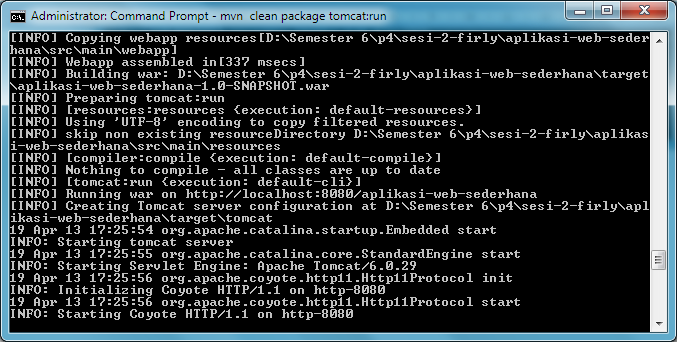 Administrator: Command Prompt - mvn  clean package tomcat:run
[INFO] Copying webapp resources[D:\Semester 6\p4\sesi-2-firly\aplikasi-web-seder
hana\src\main\webapp]
[INFO] Webapp assembled in[337 msecs]
[INFO] Building war: D:\Semester 6\p4\sesi-2-firly\aplikasi-web-sederhana\target
\aplikasi-web-sederhana-1.0-SNAPSHOT.war
[INFO] Preparing tomcat:run
[INFO] [resources:resources {execution: default-resources}]
[INFO] Using 'UTF-8' encoding to copy filtered resources.
[INFO] skip non existing resourceDirectory D:\Semester 6\p4\sesi-2-firly\aplikas
i-web-sederhana\src\main\resources
[INFO] [compiler:compile {execution: default-compile}]
[INFO] Nothing to compile - all classes are up to date
[INFO] [tomcat:run {execution: default-cli}]
[INFO] Running war on http://localhost:8080/aplikasi-web-sederhana
[INFO] Creating Tomcat server configuration at D:\Semester 6\p4\sesi-2-firly\apl
ikasi-web-sederhana\target\tomcat
19 Apr 13 17:25:54 org.apache.catalina.startup.Embedded start
INFO: Starting tomcat server
19 Apr 13 17:25:55 org.apache.catalina.core.StandardEngine start
INFO: Starting Servlet Engine: Apache Tomcat/6.0.29
19 Apr 13 17:25:56 org.apache.coyote.http11.Http11Protocol init
INFO: Initializing Coyote HTTP/1.1 on http-8080
19 Apr 13 17:25:56 org.apache.coyote.http11.Http11Protocol start
INFO: Starting Coyote HTTP/1.1 on http-8080